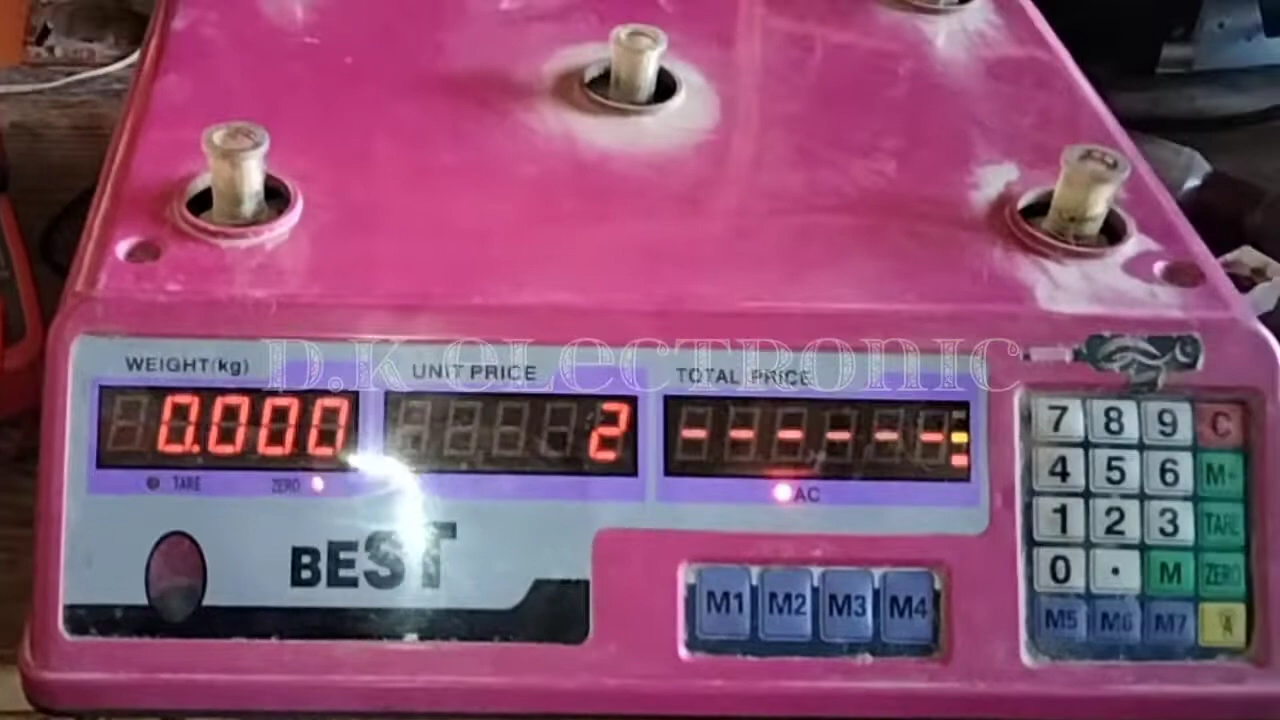 D.K ELECTRONIC
WEIGHT(kg) UNIT PRICE TOTAL PRICE
0.000 2 ------
TARE ZERO AC
BEST
M1 M2 M3 M4
7 8 9 C
4 5 6 M+
1 2 3 TARE
0 . M ZERO
M5 M6 M7